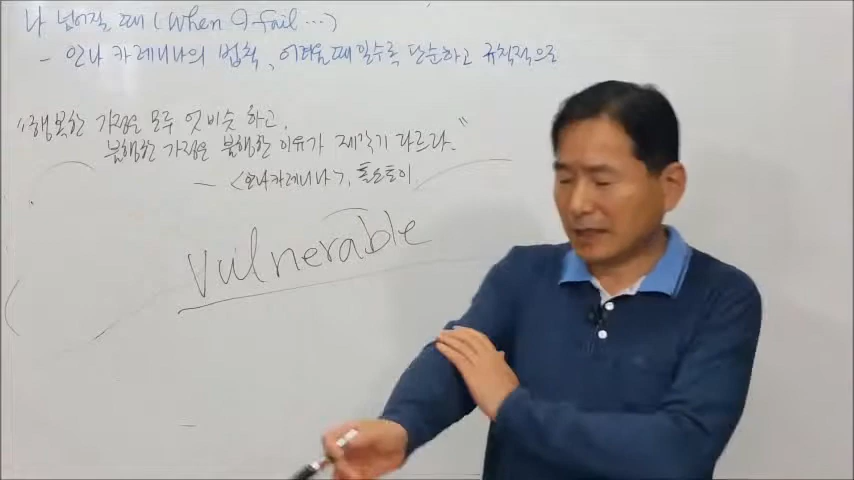 나 넘어질 때 (When I fail …)
- 안나 카레니나의 법칙, 어려울때 일수록 단순하고 규칙적으로
"행복한 가정은 모두 엇비슷 하고,
불행한 가정은 불행한 이유가 제각기 다르다."
- <안나카레니나>, 톨스토이
Vulnerable